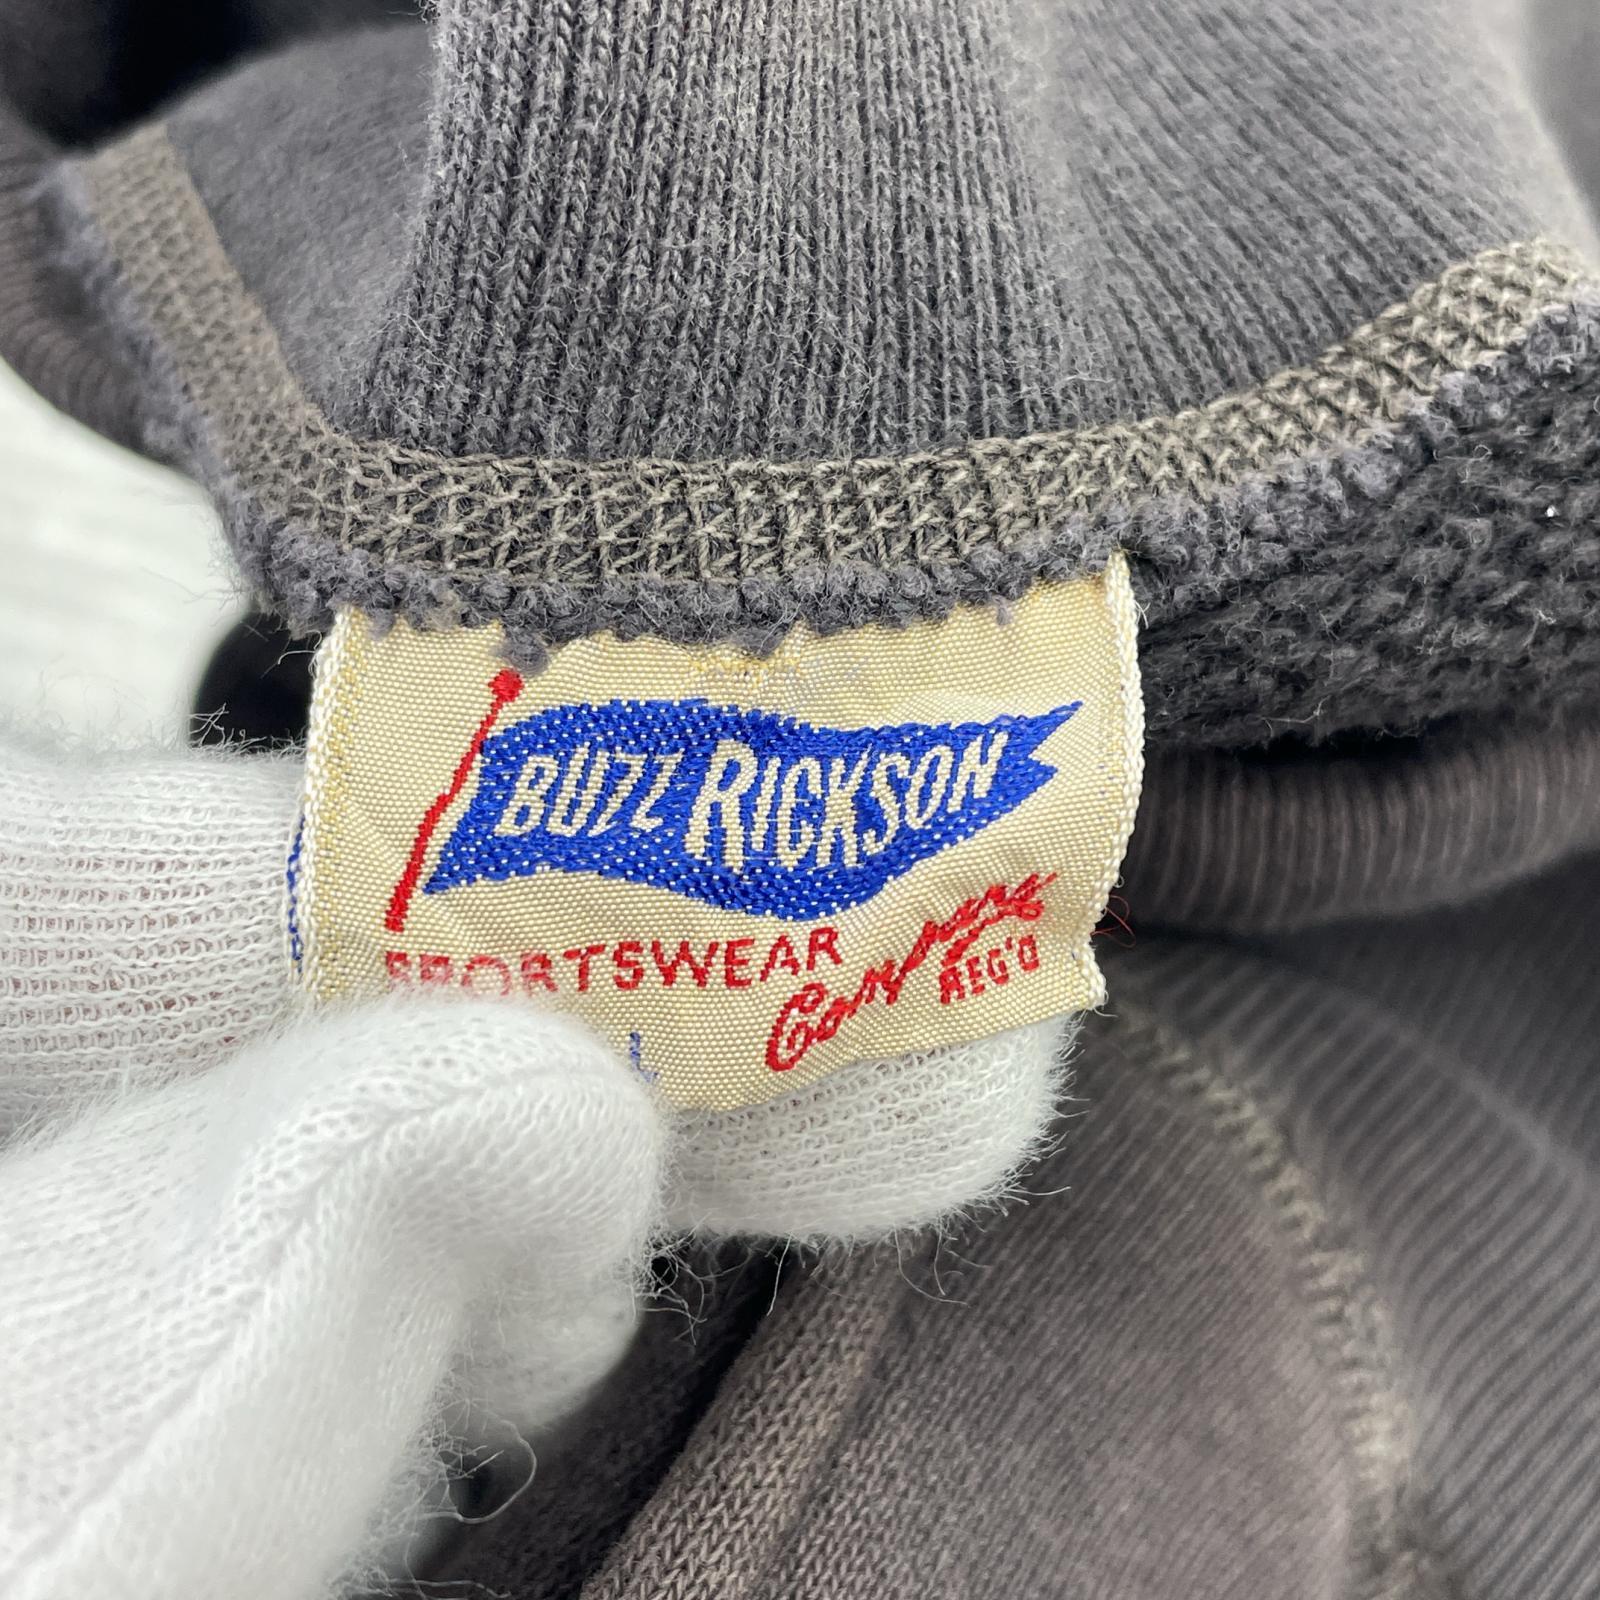 BUZZ RICKSON
SPORTSWEAR
Company
REG'D
L